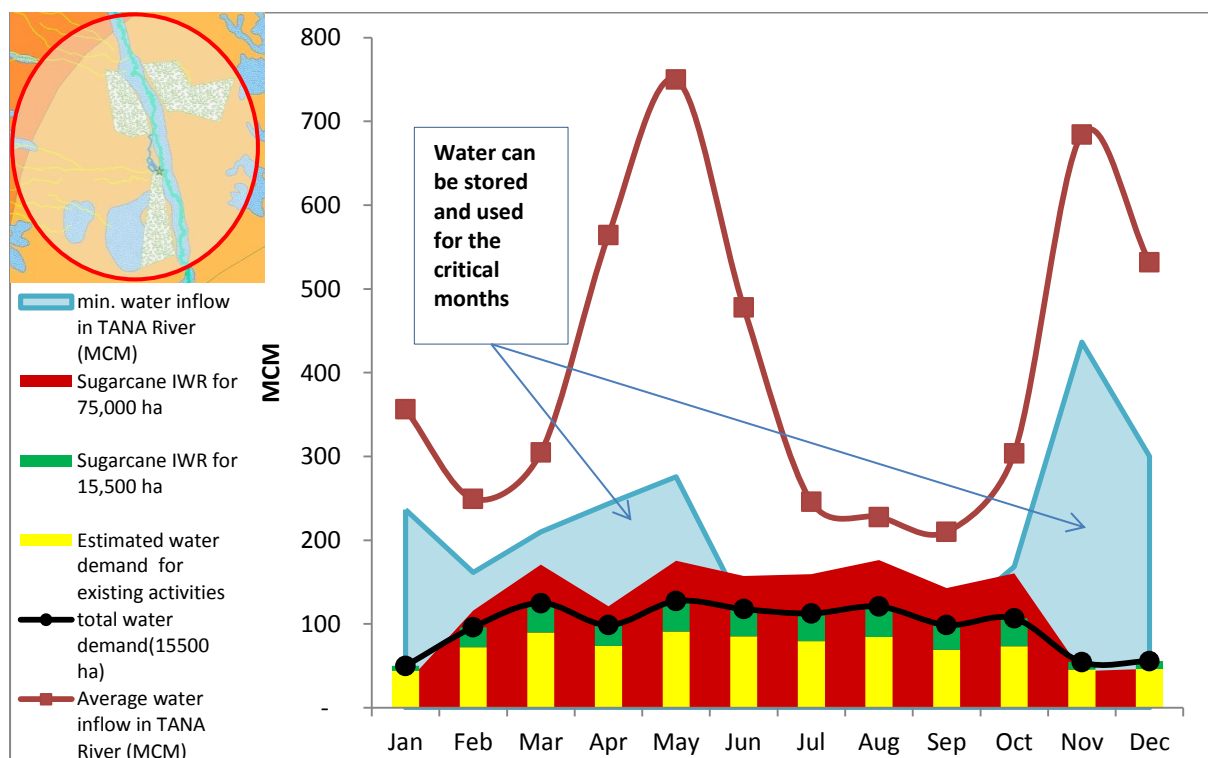 800
700
600
500
400
300
200
100
-
MCM
Water can
be stored
and used
for the
critical
months
min. water inflow
in TANA River
(MCM)
Sugarcane IWR for
75,000 ha
Sugarcane IWR for
15,500 ha
Estimated water
demand for
existing activities
total water
demand(15500
ha)
Average water
inflow in TANA
River (MCM)
Jan Feb Mar Apr May Jun Jul Aug Sep Oct Nov Dec